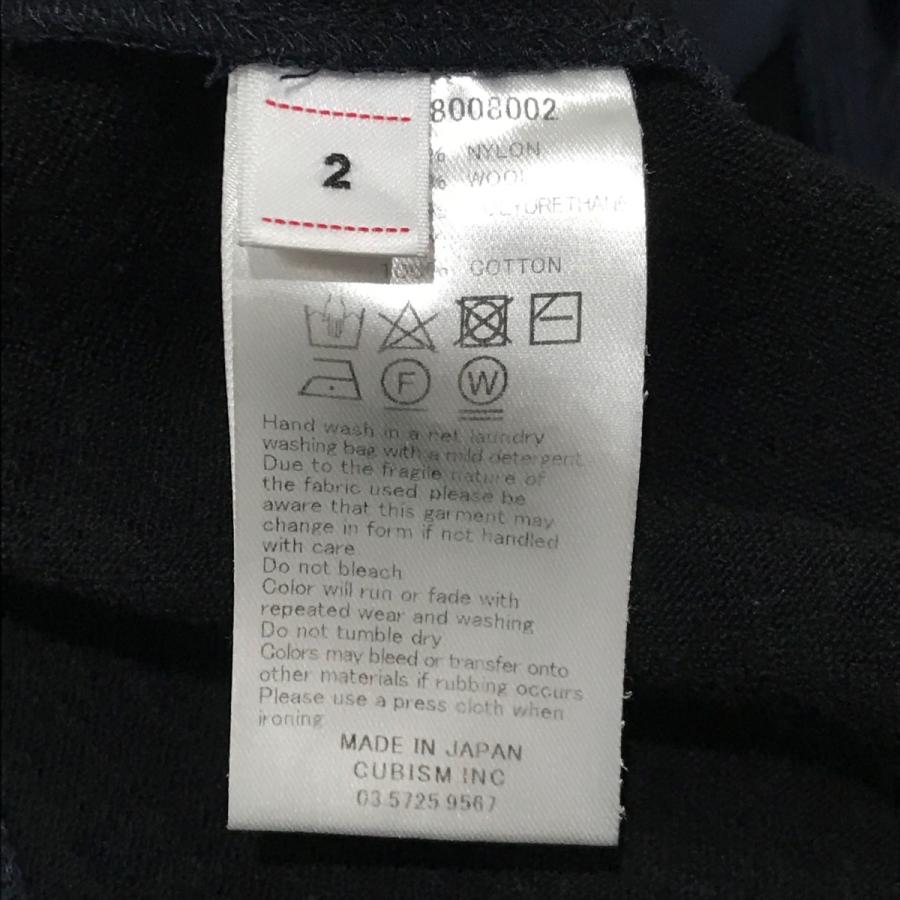 2
8008002
% NYLON
% WOOL
COTTON
F
W
Hand wash in a net laundry
washing bag with a mild detergent
Due to the fragile nature of
the fabric used, please be
aware that this garment may
change in form if not handled
with care
Do not bleach
Color will run or fade with
repeated wear and washing
Do not tumble dry
Colors may bleed or transfer onto
other materials if rubbing occurs
Please use a press cloth when
ironing
MADE IN JAPAN
CUBISM INC
03 5725 9567